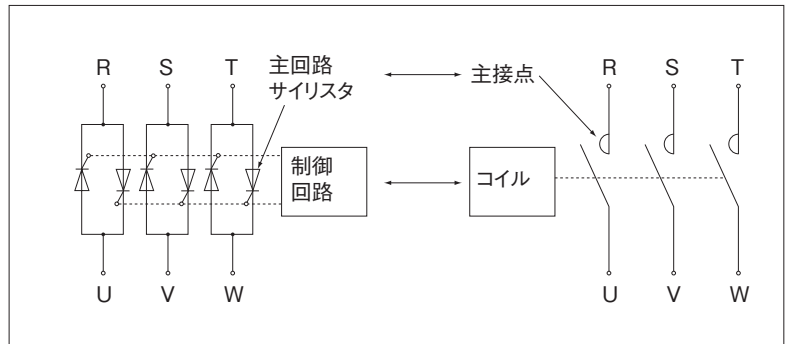 R S T
主回路
サイリスタ
主接点
R S T
制御
回路
コイル
U V W
U V W